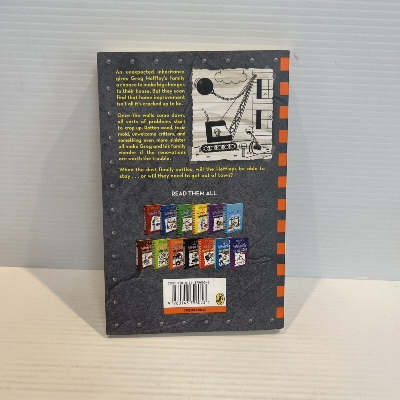 An unexpected inheritance
gives Greg Heffley's family
a chance to make big changes
to their house. But they soon
find that home improvement
isn't all it's cracked up to be.
Once the walls come down,
all sorts of problems start
to crop up. Rotten wood, toxic
mold, unwelcome critters, and
something even more sinister
all make Greg and his family
wonder if the renovations
are worth the trouble.
When the dust finally settles, will the Heffleys be able to
stay . . . or will they need to get out of town?
READ THEM ALL